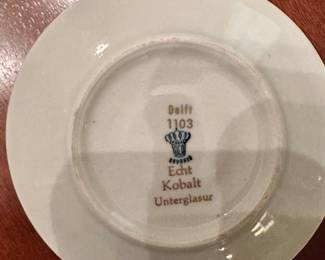 Delft
1103
Echt
Kobalt
Unterglasur